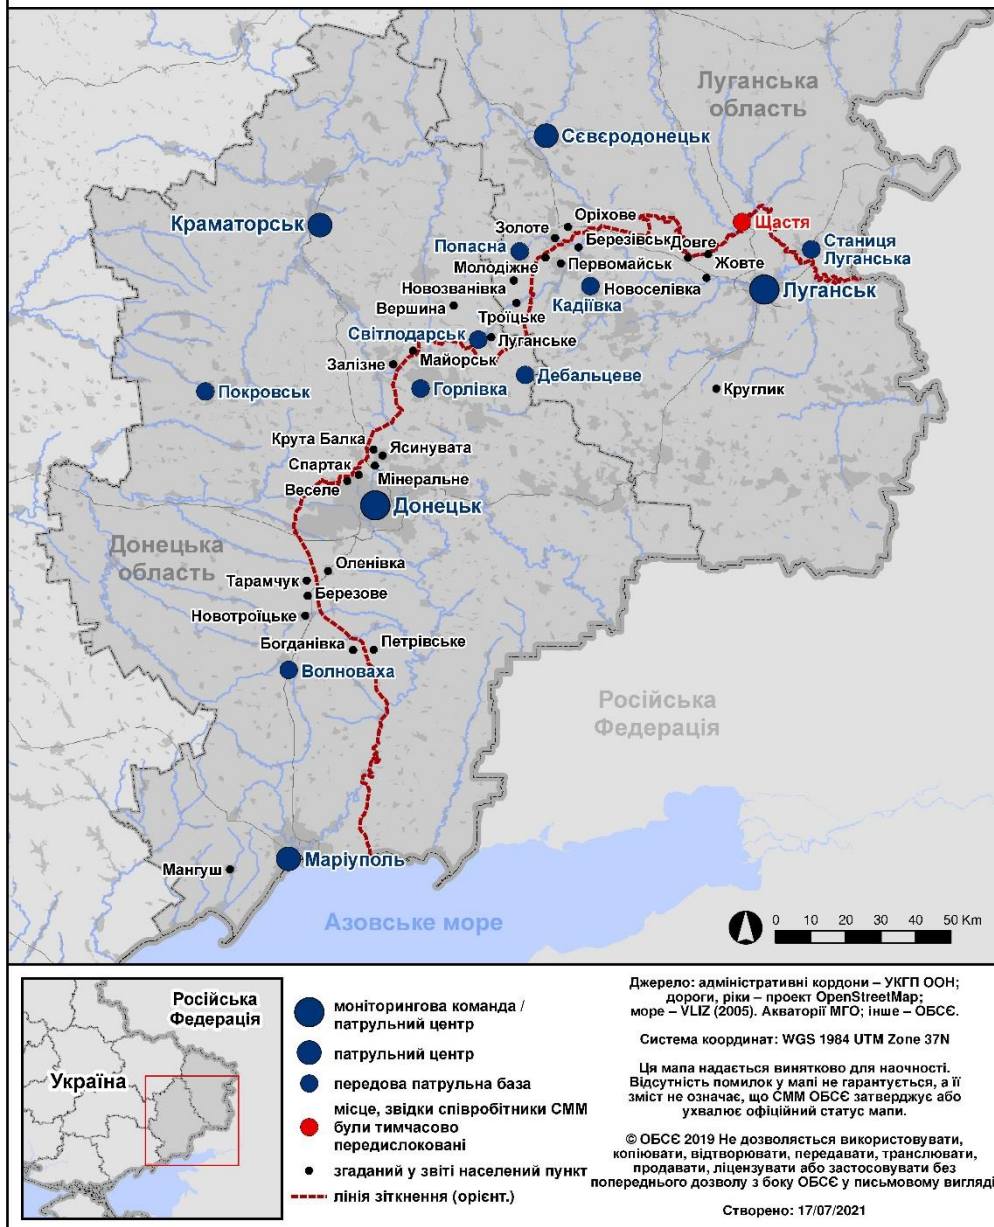 Луганська
область
Сєвєродонецьк
Краматорськ
Оріхове
Золоте
Березівськ
Довге
Щастя
Попасна
Станиця
Луганська
Молодіжне
Первомайськ
Жовте
Новозванівка
Новоселівка
Кадіївка
Луганськ
Вершина
Троїцьке
Світлодарськ
Луганське
Майорськ
Залізне
Дебальцеве
Покровськ
Горлівка
Круглик
Крута Балка
Ясинувата
Спартак
Мінеральне
Веселе
Донецьк
Донецька
область
Оленівка
Тарамчук
Березове
Новотроїцьке
Богданівка
Петрівське
Волноваха
Російська
Федерація
Маріуполь
Мангуш
Азовське море
0 10 20 30 40 50 Km
Російська
Федерація
Україна
моніторингова команда /
патрульний центр
патрульний центр
передова патрульна база
місце, звідки співробітники СММ
були тимчасово
передислоковані
згаданий у звіті населений пункт
лінія зіткнення (орієнт.)
Джерело: адміністративні кордони – УКГП ООН;
дороги, ріки – проект OpenStreetMap;
море – VLIZ (2005). Акваторії МГО; інше – ОБСЄ.
Система координат: WGS 1984 UTM Zone 37N
Ця мапа надається винятково для наочності.
Відсутність помилок у мапі не гарантується, а її
зміст не означає, що СММ ОБСЄ затверджує або
ухвалює офіційний статус мапи.
© ОБСЄ 2019 Не дозволяється використовувати,
копіювати, відтворювати, передавати, транслювати,
продавати, ліцензувати або застосовувати без
попереднього дозволу з боку ОБСЄ у письмовому вигляді
Створено: 17/07/2021